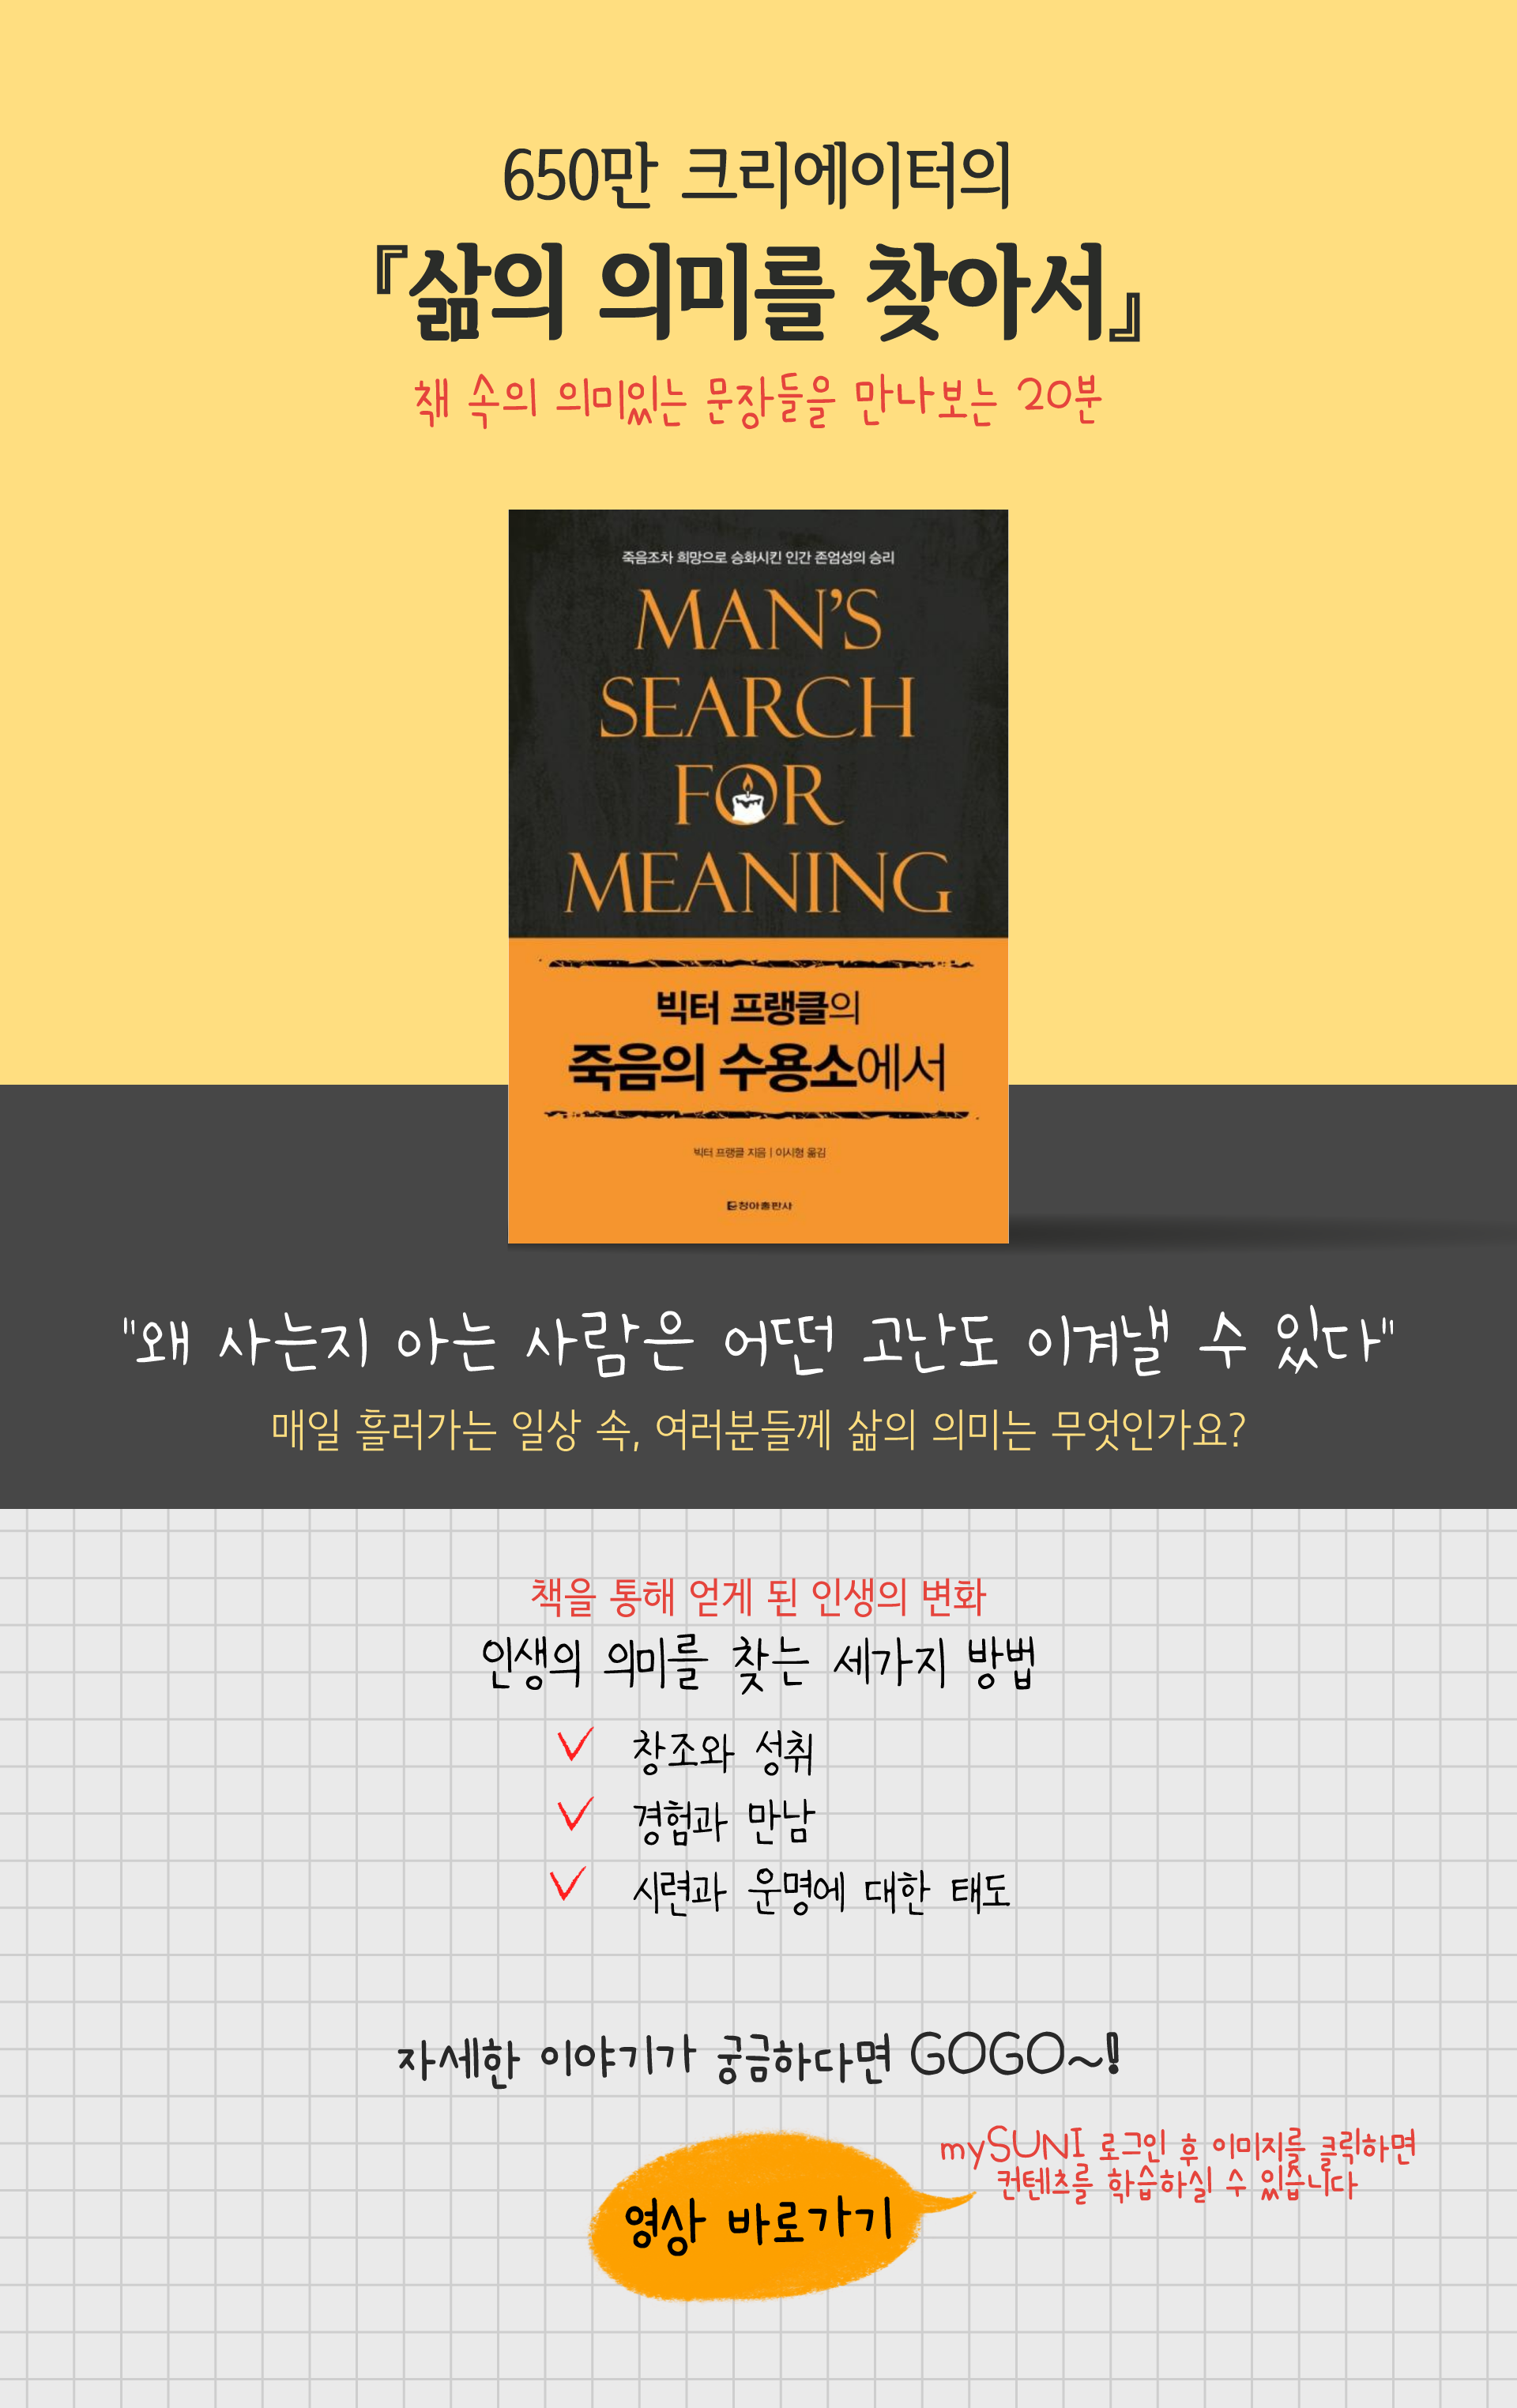 650만 크리에이터의
『삶의 의미를 찾아서』
책 속의 의미있는 문장들을 만나보는 20분
죽음조차 희망으로 승화시킨 인간 존엄성의 승리
MAN'S
SEARCH
FOR
MEANING
빅터 프랭클의
죽음의 수용소에서
빅터 프랭클 지음 | 이시형 옮김
청아출판사
"왜 사는지 아는 사람은 어떤 고난도 이겨낼 수 있다"
매일 흘러가는 일상 속, 여러분들께 삶의 의미는 무엇인가요?
책을 통해 얻게 된 인생의 변화
인생의 의미를 찾는 세가지 방법
창조와 성취
경험과 만남
시련과 운명에 대한 태도
자세한 이야기가 궁금하다면 GOGO~!
mySUNI 로그인 후 이미지를 클릭하면
컨텐츠를 학습하실 수 있습니다
영상 바로가기